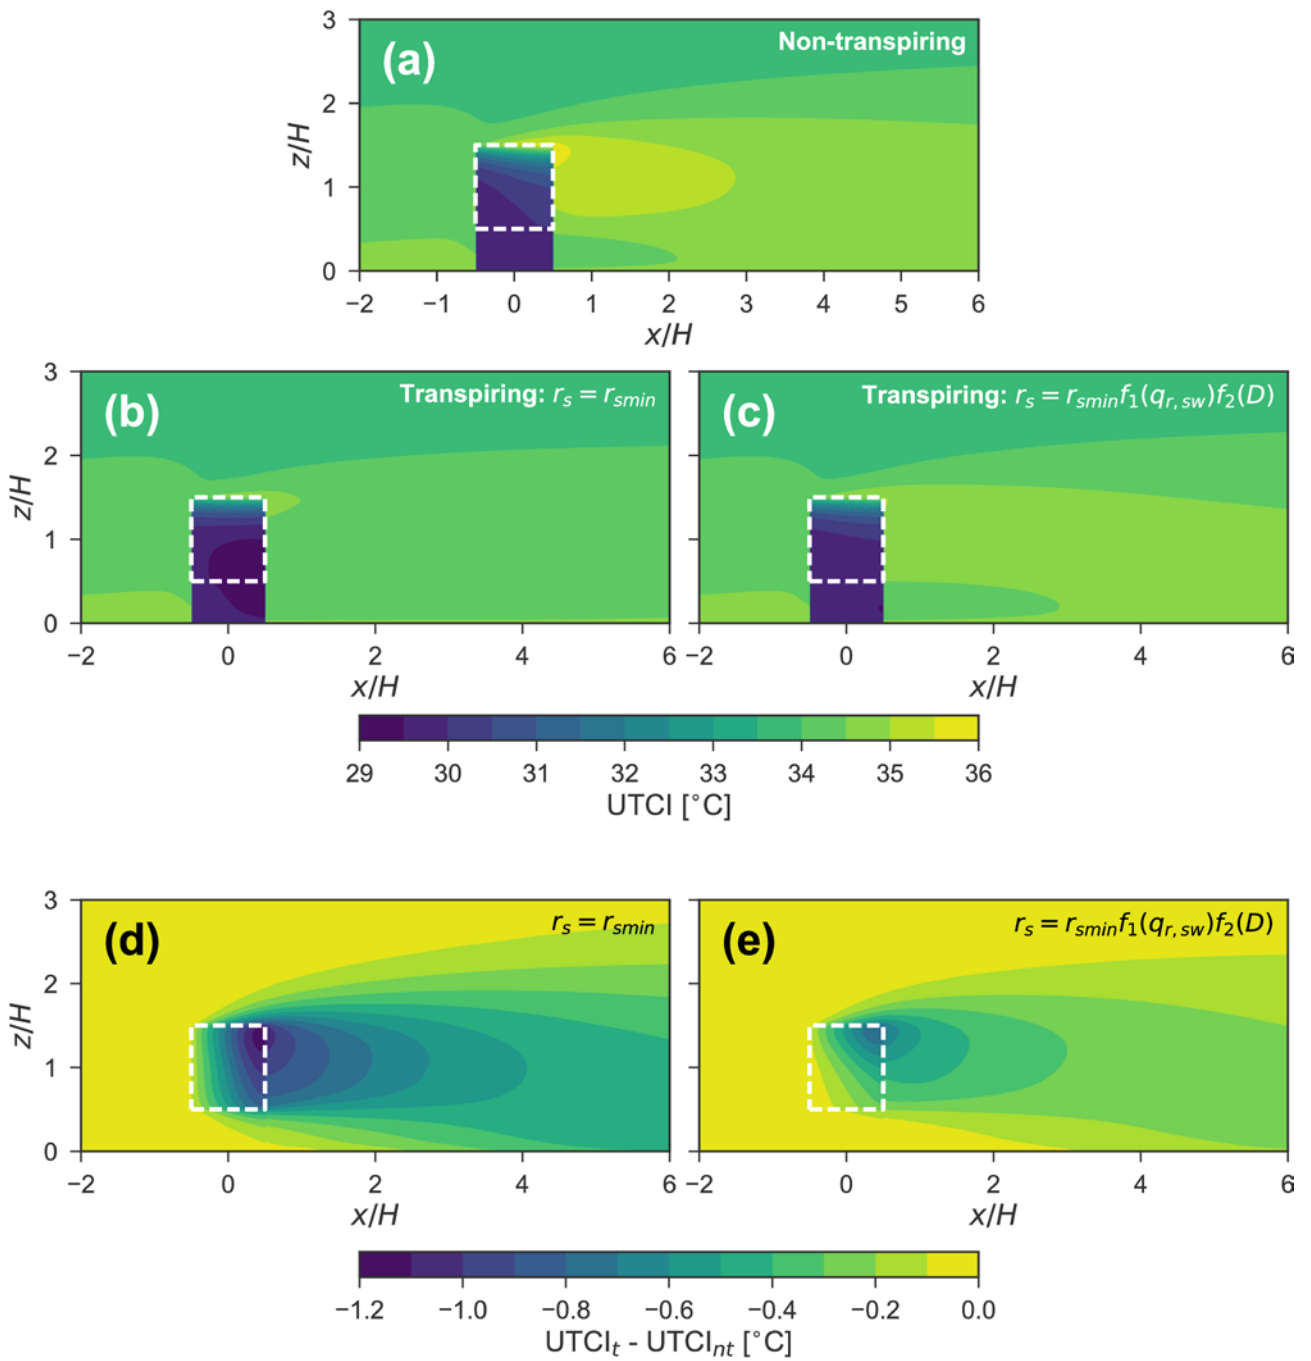 (a)
Non-transpiring
3
2
1
0
z/H
−2 −1 0 1 2 3 4 5 6
x/H
(b)
Transpiring: r_s = r_smin
3
2
1
0
z/H
−2 0 2 4 6
x/H
(c)
Transpiring: r_s = r_smin f_1(q_r,sw) f_2(D)
−2 0 2 4 6
x/H
29 30 31 32 33 34 35 36
UTCI [°C]
(d)
r_s = r_smin
3
2
1
0
z/H
−2 0 2 4 6
x/H
(e)
r_s = r_smin f_1(q_r,sw) f_2(D)
−2 0 2 4 6
x/H
−1.2 −1.0 −0.8 −0.6 −0.4 −0.2 0.0
UTCI_t - UTCI_nt [°C]